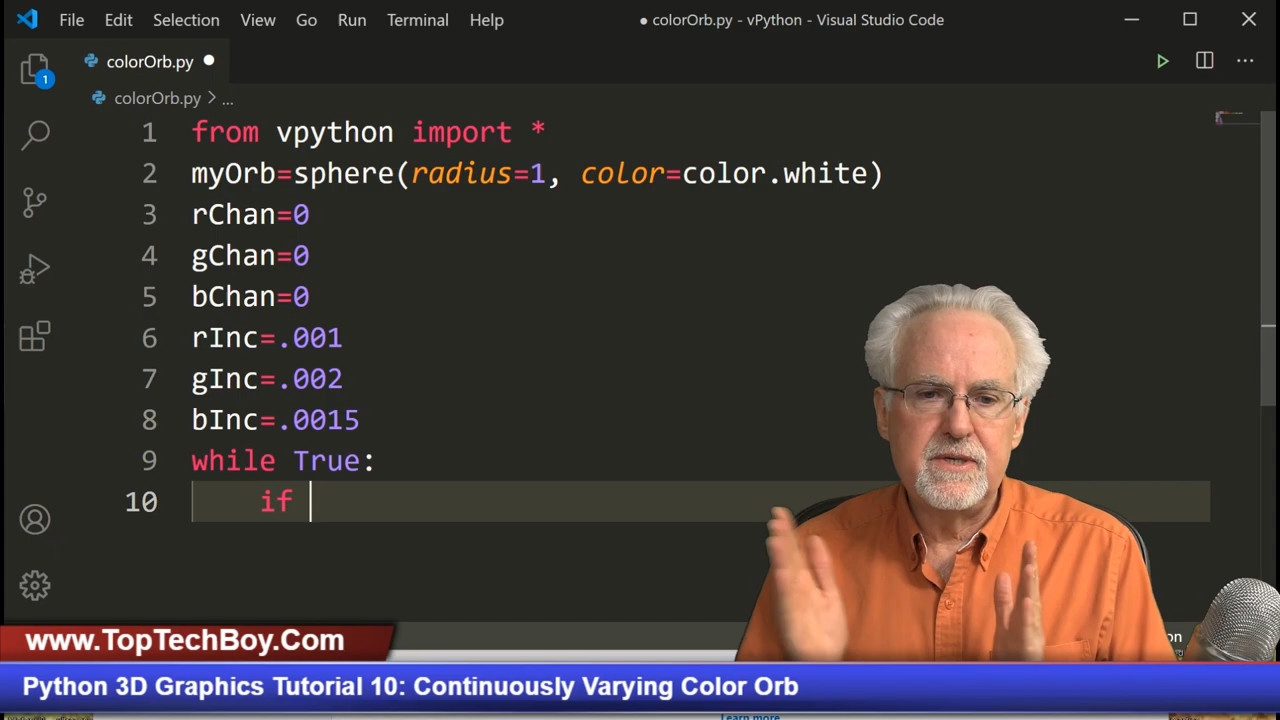 File Edit Selection View Go Run Terminal Help ● colorOrb.py - vPython - Visual Studio Code
colorOrb.py ●
colorOrb.py > ...
1 from vpython import *
2 myOrb=sphere(radius=1, color=color.white)
3 rChan=0
4 gChan=0
5 bChan=0
6 rInc=.001
7 gInc=.002
8 bInc=.0015
9 while True:
10 if
1
www.TopTechBoy.Com
Python 3D Graphics Tutorial 10: Continuously Varying Color Orb
Learn more